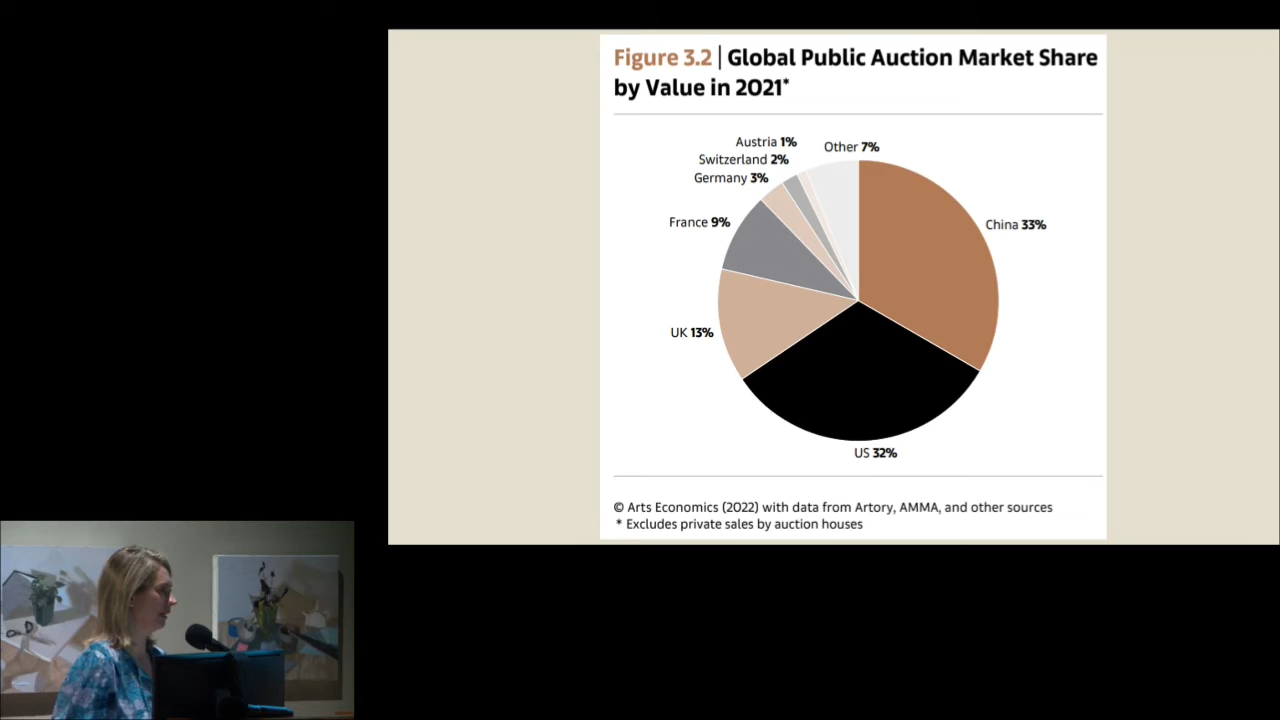 Figure 3.2 | Global Public Auction Market Share
by Value in 2021*
Austria 1%
Other 7%
Switzerland 2%
Germany 3%
France 9%
China 33%
UK 13%
US 32%
© Arts Economics (2022) with data from Artory, AMMA, and other sources
* Excludes private sales by auction houses